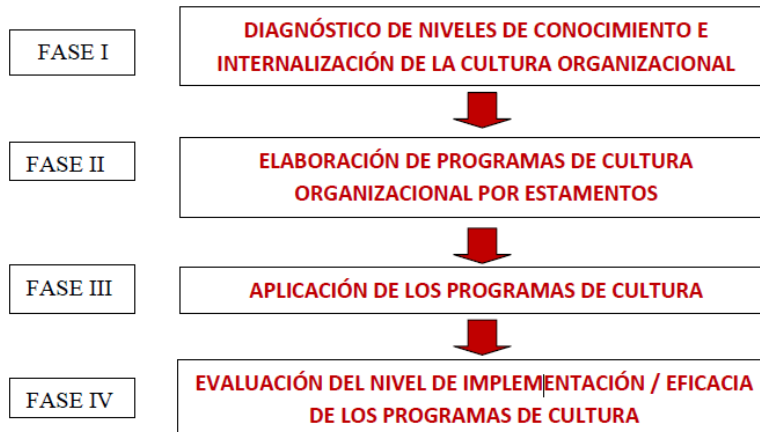 FASE I
DIAGNÓSTICO DE NIVELES DE CONOCIMIENTO E
INTERNALIZACIÓN DE LA CULTURA ORGANIZACIONAL
FASE II
ELABORACIÓN DE PROGRAMAS DE CULTURA
ORGANIZACIONAL POR ESTAMENTOS
FASE III
APLICACIÓN DE LOS PROGRAMAS DE CULTURA
FASE IV
EVALUACIÓN DEL NIVEL DE IMPLEMENTACIÓN / EFICACIA
DE LOS PROGRAMAS DE CULTURA